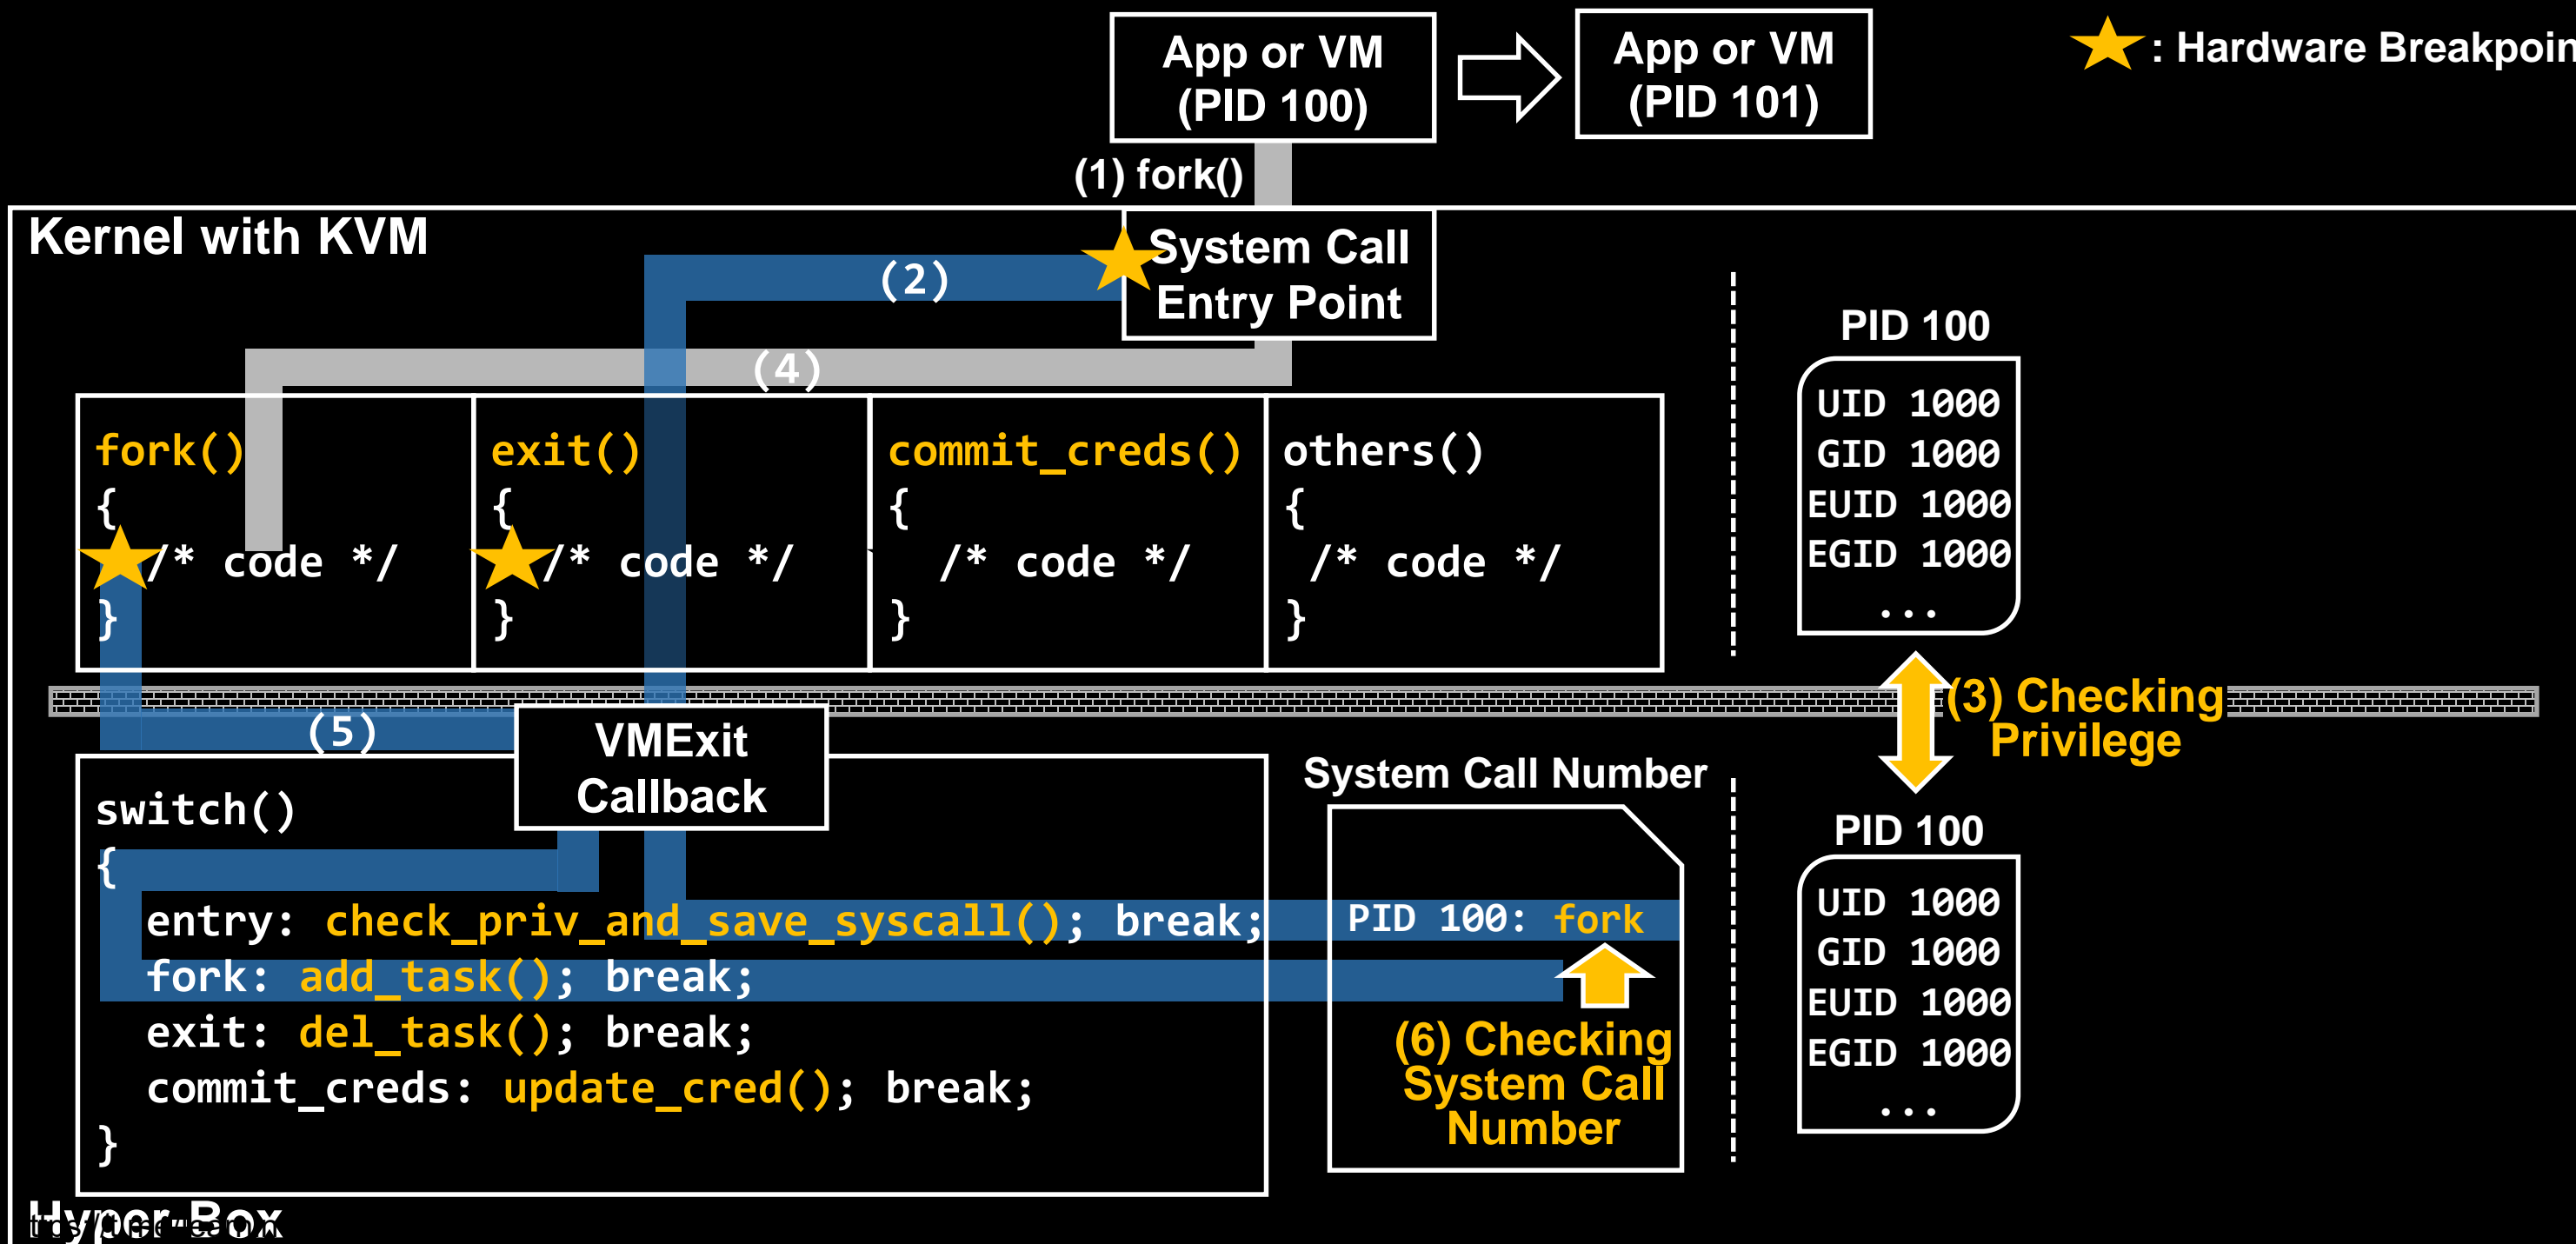 App or VM
(PID 100)
App or VM
(PID 101)
: Hardware Breakpoin
(1) fork()
Kernel with KVM
System Call
Entry Point
(2)
(4)
PID 100
UID 1000
GID 1000
EUID 1000
EGID 1000
...
fork()
{
/* code */
}
exit()
{
/* code */
}
commit_creds()
{
/* code */
}
others()
{
/* code */
}
(3) Checking
Privilege
(5)
VMExit
Callback
switch()
{
entry: check_priv_and_save_syscall(); break;
fork: add_task(); break;
exit: del_task(); break;
commit_creds: update_cred(); break;
}
System Call Number
PID 100: fork
(6) Checking
System Call
Number
PID 100
UID 1000
GID 1000
EUID 1000
EGID 1000
...
Hyper-Box